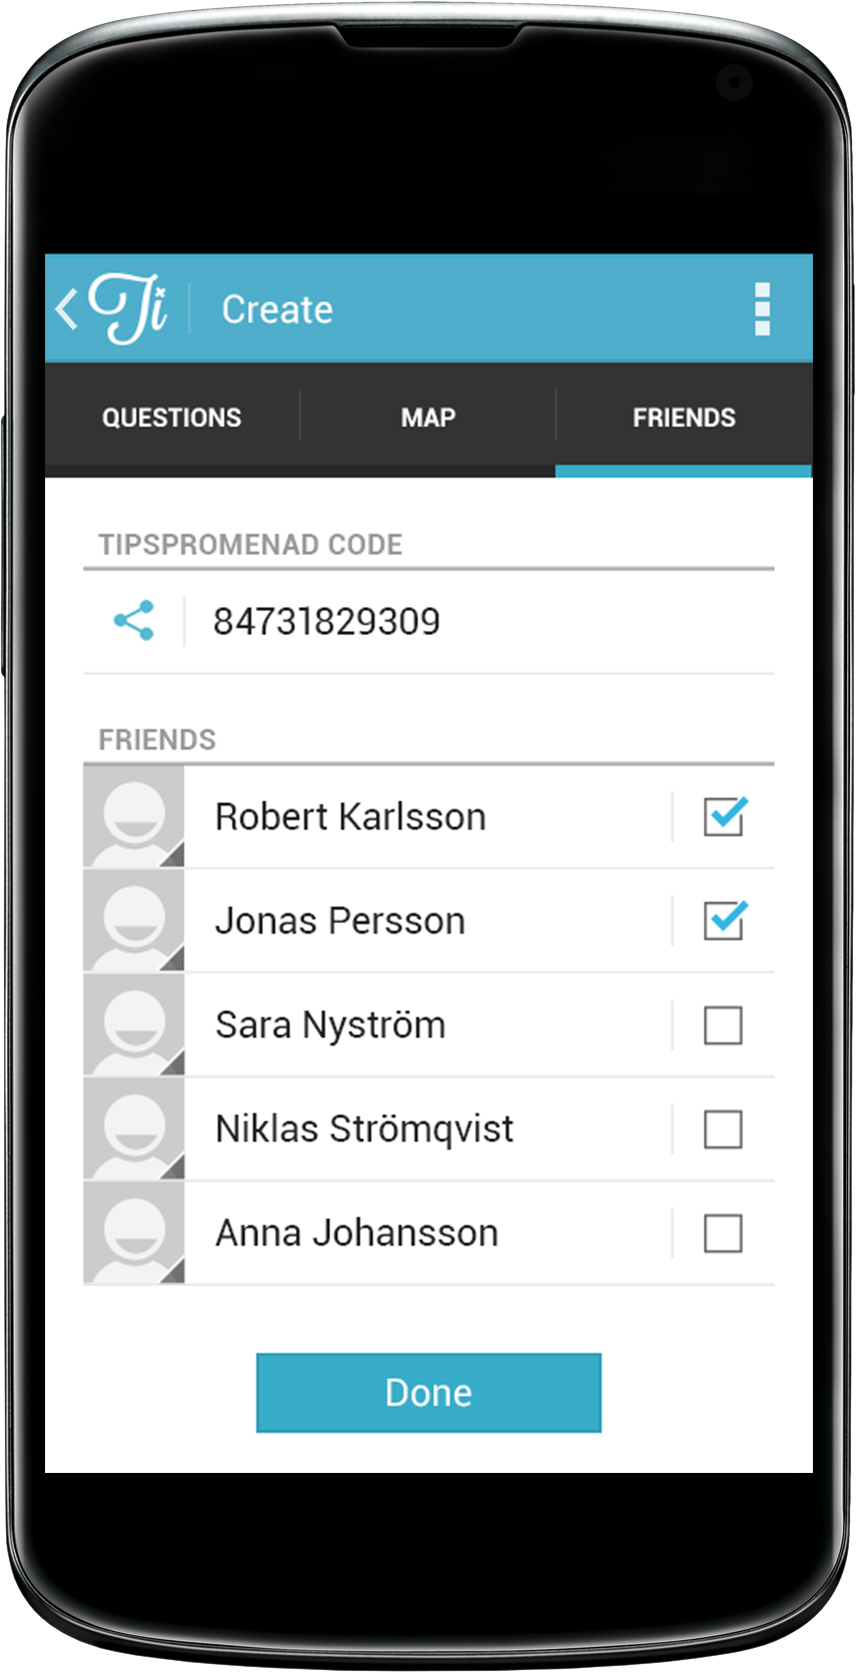 Ti
Create
QUESTIONS
MAP
FRIENDS
TIPSPROMENAD CODE
84731829309
FRIENDS
Robert Karlsson
Jonas Persson
Sara Nyström
Niklas Strömqvist
Anna Johansson
Done